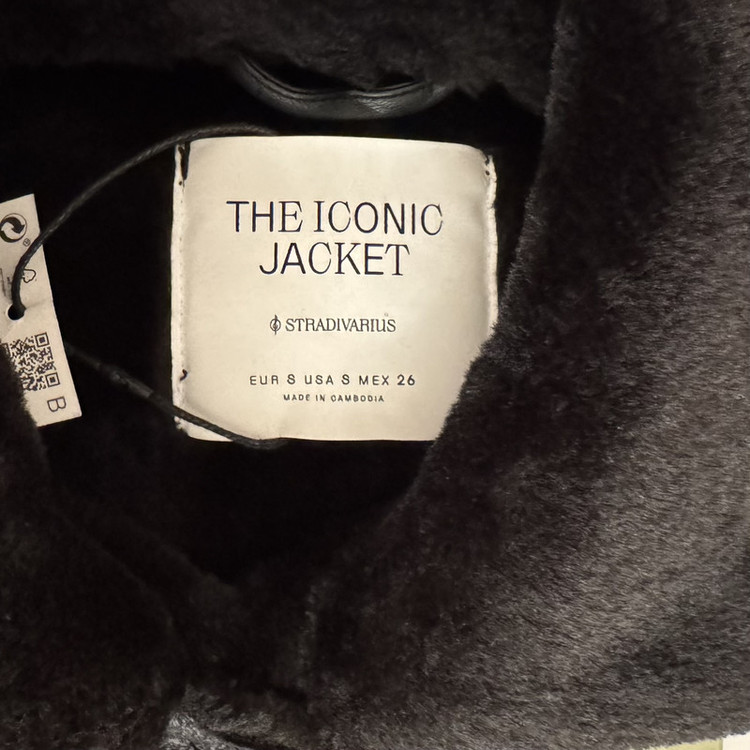 THE ICONIC
JACKET
STRADIVARIUS
EUR S USA S MEX 26
MADE IN CAMBODIA
B